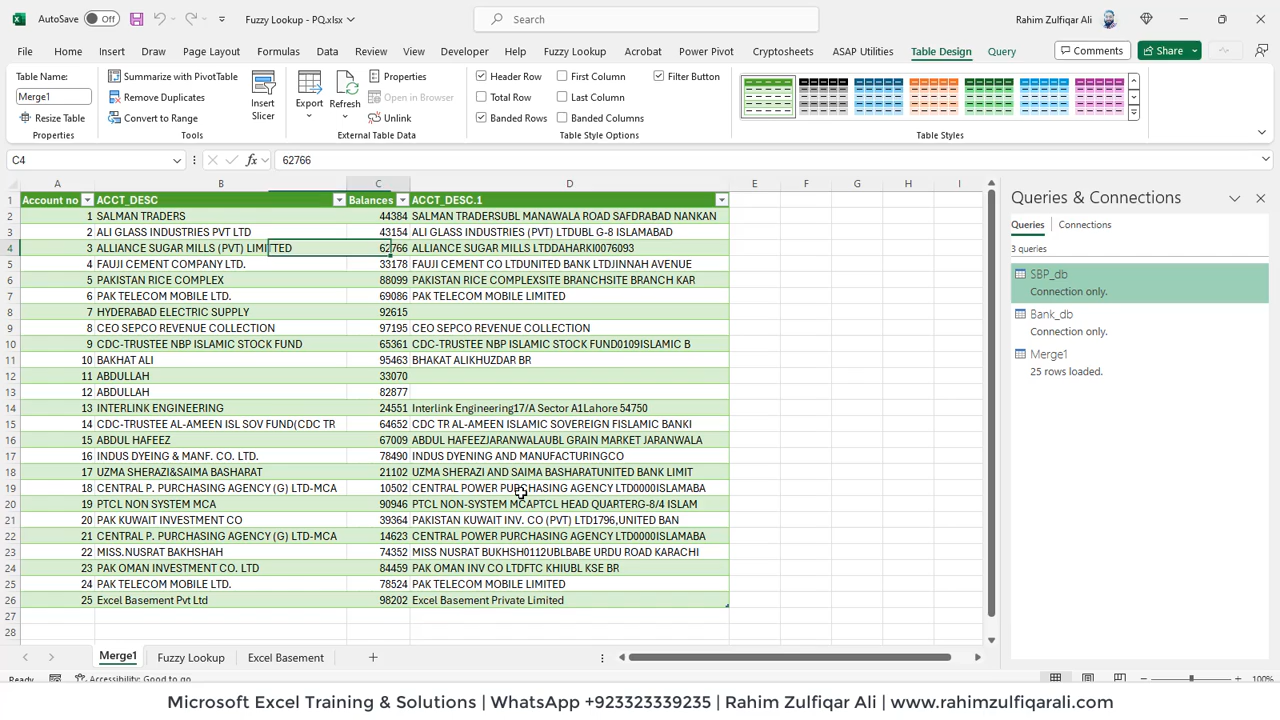 AutoSave Off Fuzzy Lookup - PQ.xlsx Search Rahim Zulfiqar Ali
File Home Insert Draw Page Layout Formulas Data Review View Developer Help Fuzzy Lookup Acrobat Power Pivot Cryptosheets ASAP Utilities Table Design Query Comments Share
Table Name:
Merge1
Resize Table
Properties
Summarize with PivotTable
Remove Duplicates
Convert to Range
Tools
Insert
Slicer
Export
Refresh
Properties
Open in Browser
Unlink
External Table Data
Header Row First Column Filter Button
Total Row Last Column
Banded Rows Banded Columns
Table Style Options
Table Styles
C4 fx 62766
A B C D E F G H I
1 Account no ACCT_DESC Balances ACCT_DESC.1
2 1 SALMAN TRADERS 44384 SALMAN TRADERSUBL MANAWALA ROAD SAFDRABAD NANKAN
3 2 ALI GLASS INDUSTRIES PVT LTD 43154 ALI GLASS INDUSTRIES (PVT) LTDUBL G-8 ISLAMABAD
4 3 ALLIANCE SUGAR MILLS (PVT) LIMITTED 62766 ALLIANCE SUGAR MILLS LTDDAHARKI0076093
5 4 FAUJI CEMENT COMPANY LTD. 33178 FAUJI CEMENT CO LTDUNITED BANK LTDJINNAH AVENUE
6 5 PAKISTAN RICE COMPLEX 88099 PAKISTAN RICE COMPLEXSITE BRANCHSITE BRANCH KAR
7 6 PAK TELECOM MOBILE LTD. 69086 PAK TELECOM MOBILE LIMITED
8 7 HYDERABAD ELECTRIC SUPPLY 92615
9 8 CEO SEPCO REVENUE COLLECTION 97195 CEO SEPCO REVENUE COLLECTION
10 9 CDC-TRUSTEE NBP ISLAMIC STOCK FUND 65361 CDC-TRUSTEE NBP ISLAMIC STOCK FUND0109ISLAMIC B
11 10 BAKHAT ALI 95463 BHAKAT ALIKHUZDAR BR
12 11 ABDULLAH 33070
13 12 ABDULLAH 82877
14 13 INTERLINK ENGINEERING 24551 Interlink Engineering17/A Sector A1Lahore 54750
15 14 CDC-TRUSTEE AL-AMEEN ISL SOV FUND(CDC TR 64652 CDC TR AL-AMEEN ISLAMIC SOVEREIGN FISLAMIC BANKI
16 15 ABDUL HAFEEZ 67009 ABDUL HAFEEZJARANWALAUBL GRAIN MARKET JARANWALA
17 16 INDUS DYEING & MANF. CO. LTD. 78490 INDUS DYENING AND MANUFACTURINGCO
18 17 UZMA SHERAZI&SAIMA BASHARAT 21102 UZMA SHERAZI AND SAIMA BASHARATUNITED BANK LIMIT
19 18 CENTRAL P. PURCHASING AGENCY (G) LTD-MCA 10502 CENTRAL POWER PURCHASING AGENCY LTD0000ISLAMABA
20 19 PTCL NON SYSTEM MCA 90946 PTCL NON-SYSTEM MCAPTCL HEAD QUARTERG-8/4 ISLAM
21 20 PAK KUWAIT INVESTMENT CO 39364 PAKISTAN KUWAIT INV. CO (PVT) LTD1796,UNITED BAN
22 21 CENTRAL P. PURCHASING AGENCY (G) LTD-MCA 14623 CENTRAL POWER PURCHASING AGENCY LTD0000ISLAMABA
23 22 MISS.NUSRAT BAKHSHAH 74352 MISS NUSRAT BUKHSH0112UBLBABE URDU ROAD KARACHI
24 23 PAK OMAN INVESTMENT CO. LTD 84459 PAK OMAN INV CO LTDFTC KHIUBL KSE BR
25 24 PAK TELECOM MOBILE LTD. 78524 PAK TELECOM MOBILE LIMITED
26 25 Excel Basement Pvt Ltd 98202 Excel Basement Private Limited
27
28
Queries & Connections
Queries Connections
3 queries
SBP_db
Connection only.
Bank_db
Connection only.
Merge1
25 rows loaded.
Merge1 Fuzzy Lookup Excel Basement
Ready Accessibility: Good to go 100%
Microsoft Excel Training & Solutions | WhatsApp +923323339235 | Rahim Zulfiqar Ali | www.rahimzulfiqarali.com